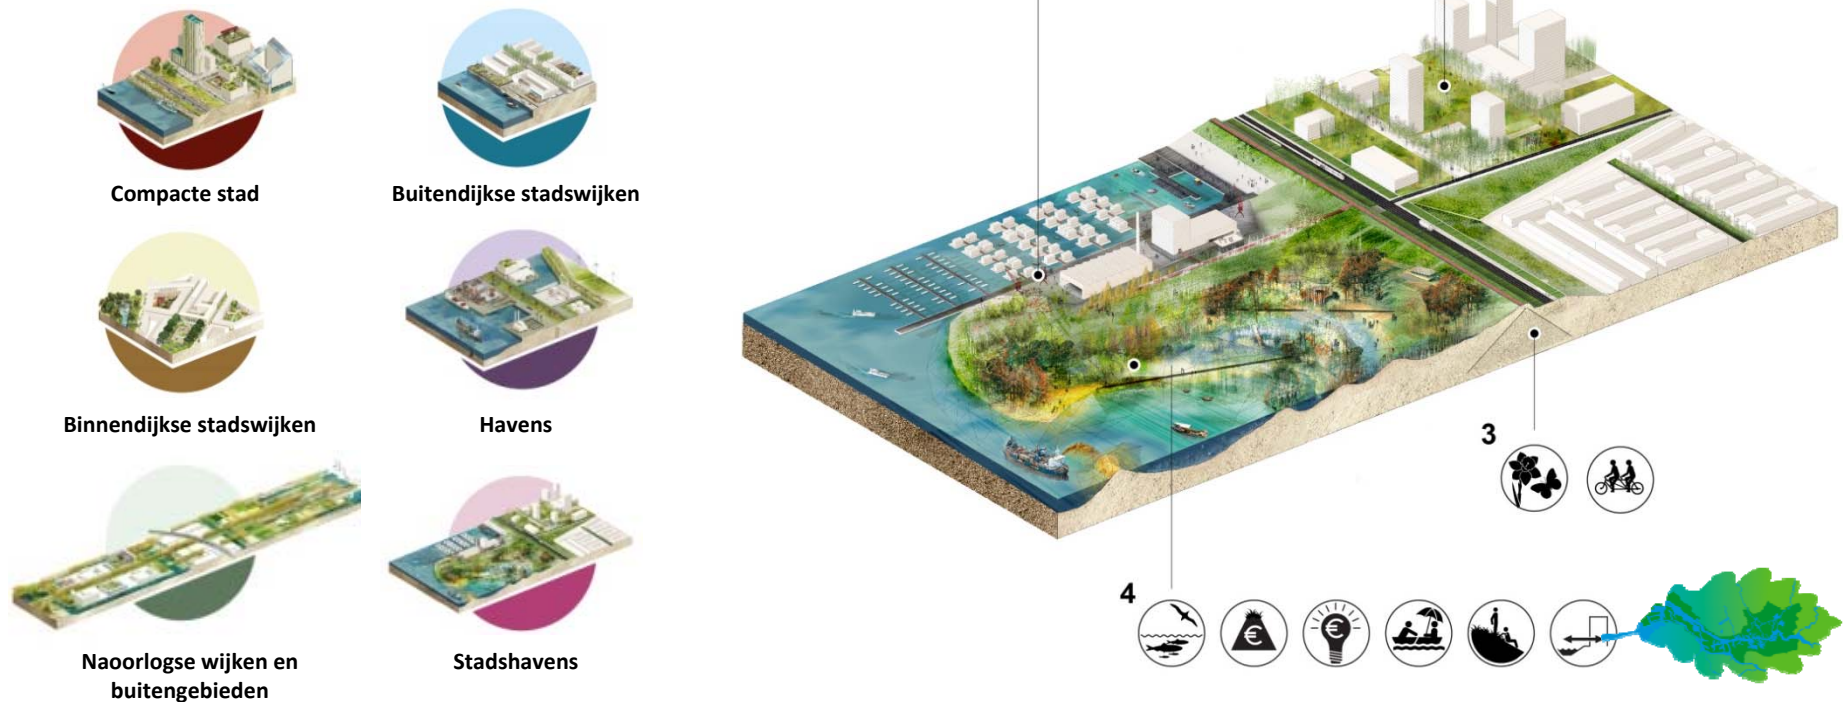 Compacte stad
Buitendijkse stadswijken
Binnendijkse stadswijken
Havens
Naoorlogse wijken en
buitengebieden
Stadshavens
3
4
€
€